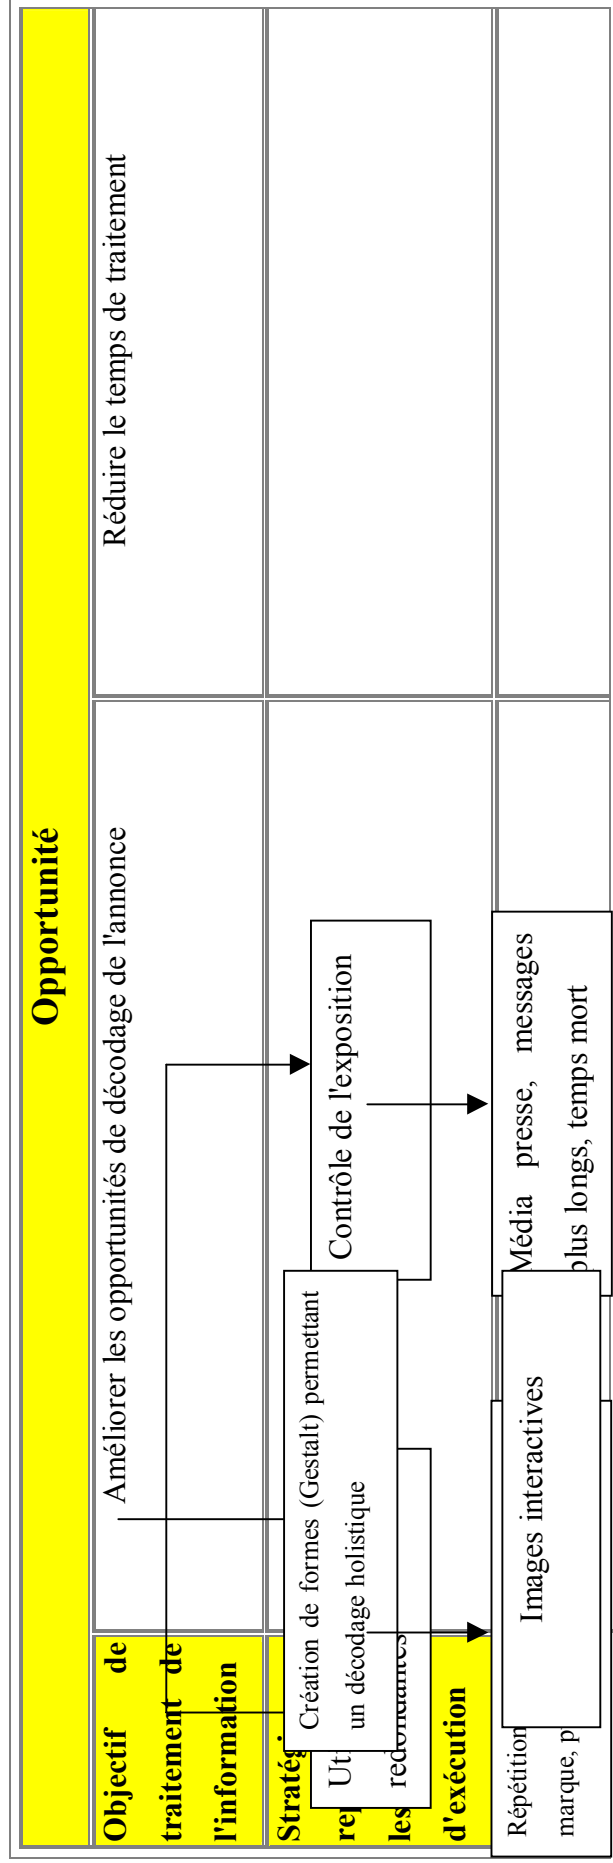 Opportunité
Objectif de
traitement de
l'information
Améliorer les opportunités de décodage de l'annonce
Réduire le temps de traitement
d'exécution
les
redondantes
Création de formes (Gestalt) permettant
un décodage holistique
Contrôle de l'exposition
Répétition
marque,
Images interactives
Média presse, messages
plus longs, temps mort